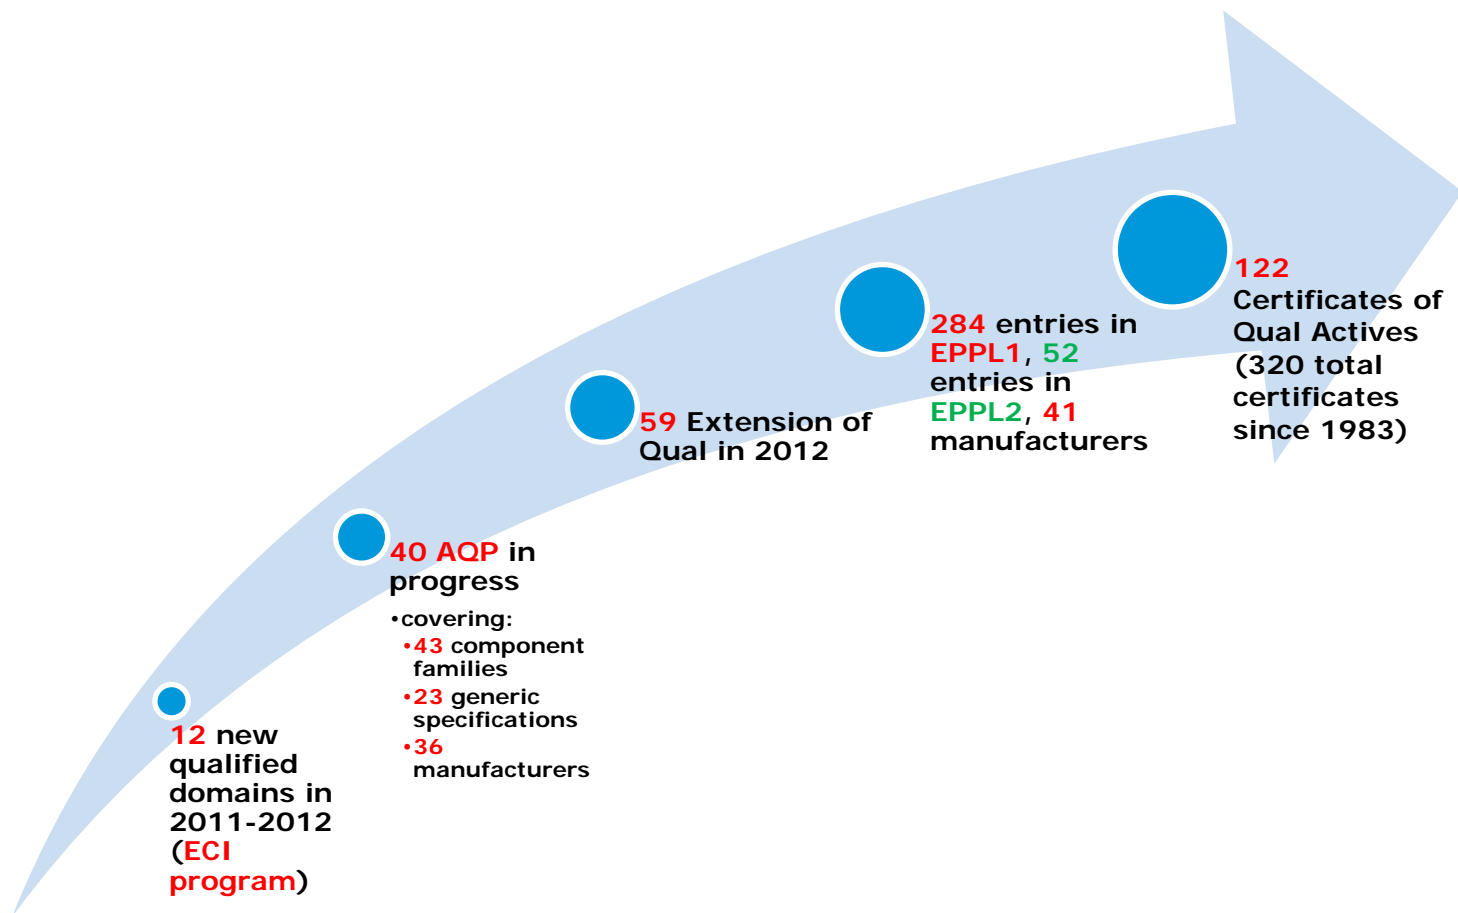 12 new
qualified
domains in
2011-2012
(ECI
program)
40 AQP in
progress
•covering:
•43 component
families
•23 generic
specifications
•36
manufacturers
59 Extension of
Qual in 2012
284 entries in
EPPL1, 52
entries in
EPPL2, 41
manufacturers
122
Certificates of
Qual Actives
(320 total
certificates
since 1983)